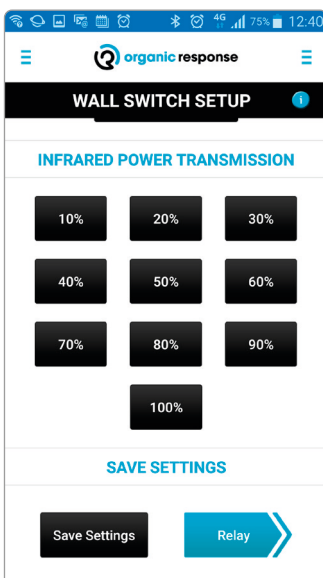 4G 75% 12:40
organic response
WALL SWITCH SETUP i
INFRARED POWER TRANSMISSION
10% 20% 30%
40% 50% 60%
70% 80% 90%
100%
SAVE SETTINGS
Save Settings Relay